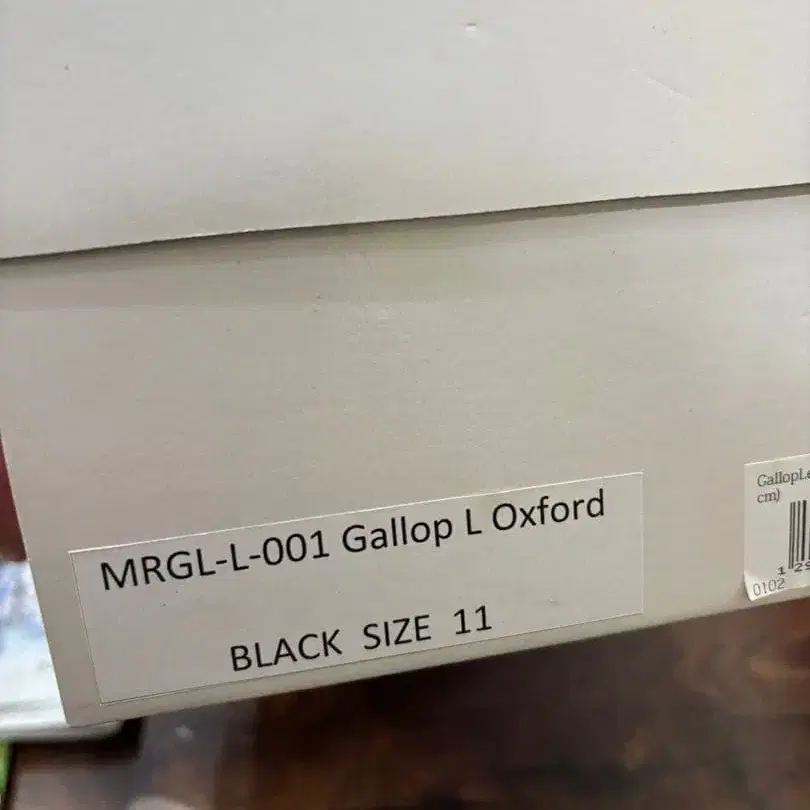 MRGL-L-001 Gallop L Oxford
BLACK SIZE 11
cm)
0102